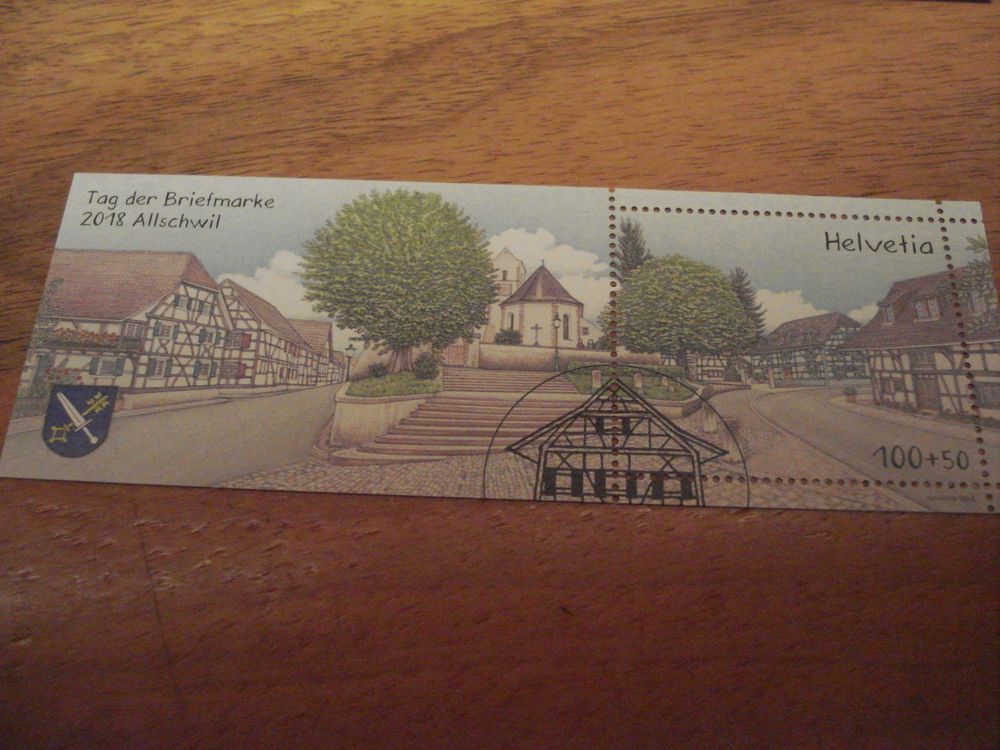 Tag der Briefmarke
2018 Allschwil
Helvetia
100+50